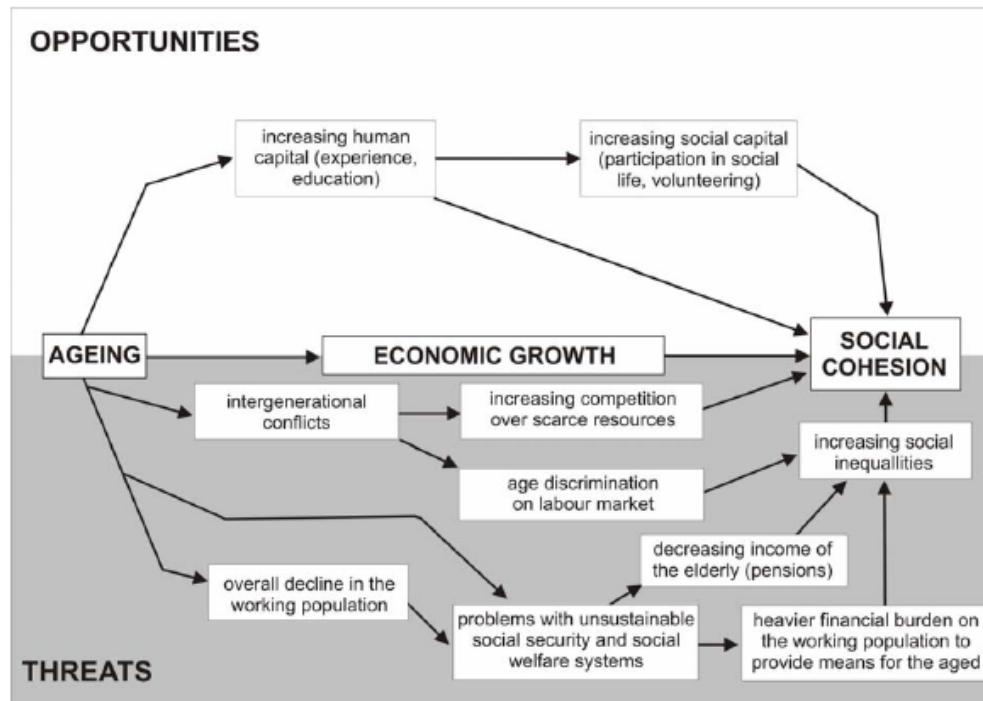 OPPORTUNITIES
increasing human
capital (experience,
education)
increasing social capital
(participation in social
life, volunteering)
AGEING
ECONOMIC GROWTH
SOCIAL
COHESION
intergenerational
conflicts
increasing competition
over scarce resources
increasing social
inequallities
age discrimination
on labour market
decreasing income of
the elderly (pensions)
overall decline in the
working population
problems with unsustainable
social security and social
welfare systems
heavier financial burden on
the working population to
provide means for the aged
THREATS